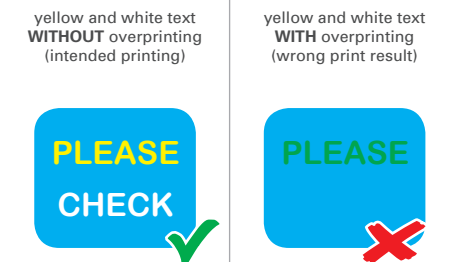 yellow and white text
WITHOUT overprinting
(intended printing)
PLEASE
CHECK
yellow and white text
WITH overprinting
(wrong print result)
PLEASE